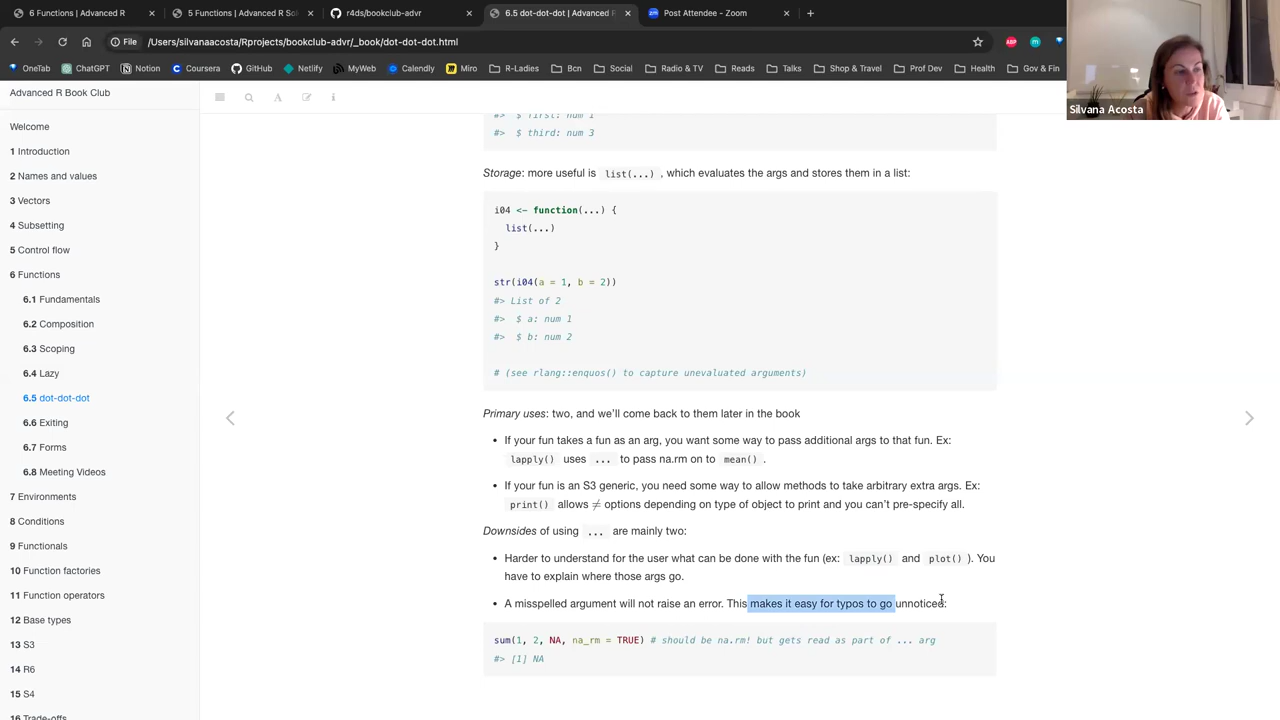 6 Functions | Advanced R
5 Functions | Advanced R Sol
r4ds/bookclub-advr
6.5 dot-dot-dot | Advanced R
Post Attendee - Zoom
File /Users/silvanaacosta/Rprojects/bookclub-advr/_book/dot-dot-dot.html
ABP
OneTab ChatGPT Notion Coursera GitHub Netlify MyWeb Calendly Miro R-Ladies Bcn Social Radio & TV Reads Talks Shop & Travel Prof Dev Health Gov & Fin
Silvana Acosta
Advanced R Book Club
Welcome
1 Introduction
2 Names and values
3 Vectors
4 Subsetting
5 Control flow
6 Functions
6.1 Fundamentals
6.2 Composition
6.3 Scoping
6.4 Lazy
6.5 dot-dot-dot
6.6 Exiting
6.7 Forms
6.8 Meeting Videos
7 Environments
8 Conditions
9 Functionals
10 Function factories
11 Function operators
12 Base types
13 S3
14 R6
15 S4
16 Trade-offs
#> $ first: num 1
#> $ third: num 3
Storage: more useful is list(...) , which evaluates the args and stores them in a list:
i04 <- function(...) {
list(...)
}
str(i04(a = 1, b = 2))
#> List of 2
#> $ a: num 1
#> $ b: num 2
# (see rlang::enquos() to capture unevaluated arguments)
Primary uses: two, and we'll come back to them later in the book
• If your fun takes a fun as an arg, you want some way to pass additional args to that fun. Ex:
lapply() uses ... to pass na.rm on to mean() .
• If your fun is an S3 generic, you need some way to allow methods to take arbitrary extra args. Ex:
print() allows ≠ options depending on type of object to print and you can't pre-specify all.
Downsides of using ... are mainly two:
• Harder to understand for the user what can be done with the fun (ex: lapply() and plot() ). You
have to explain where those args go.
• A misspelled argument will not raise an error. This makes it easy for typos to go unnoticed:
sum(1, 2, NA, na_rm = TRUE) # should be na.rm! but gets read as part of ... arg
#> [1] NA